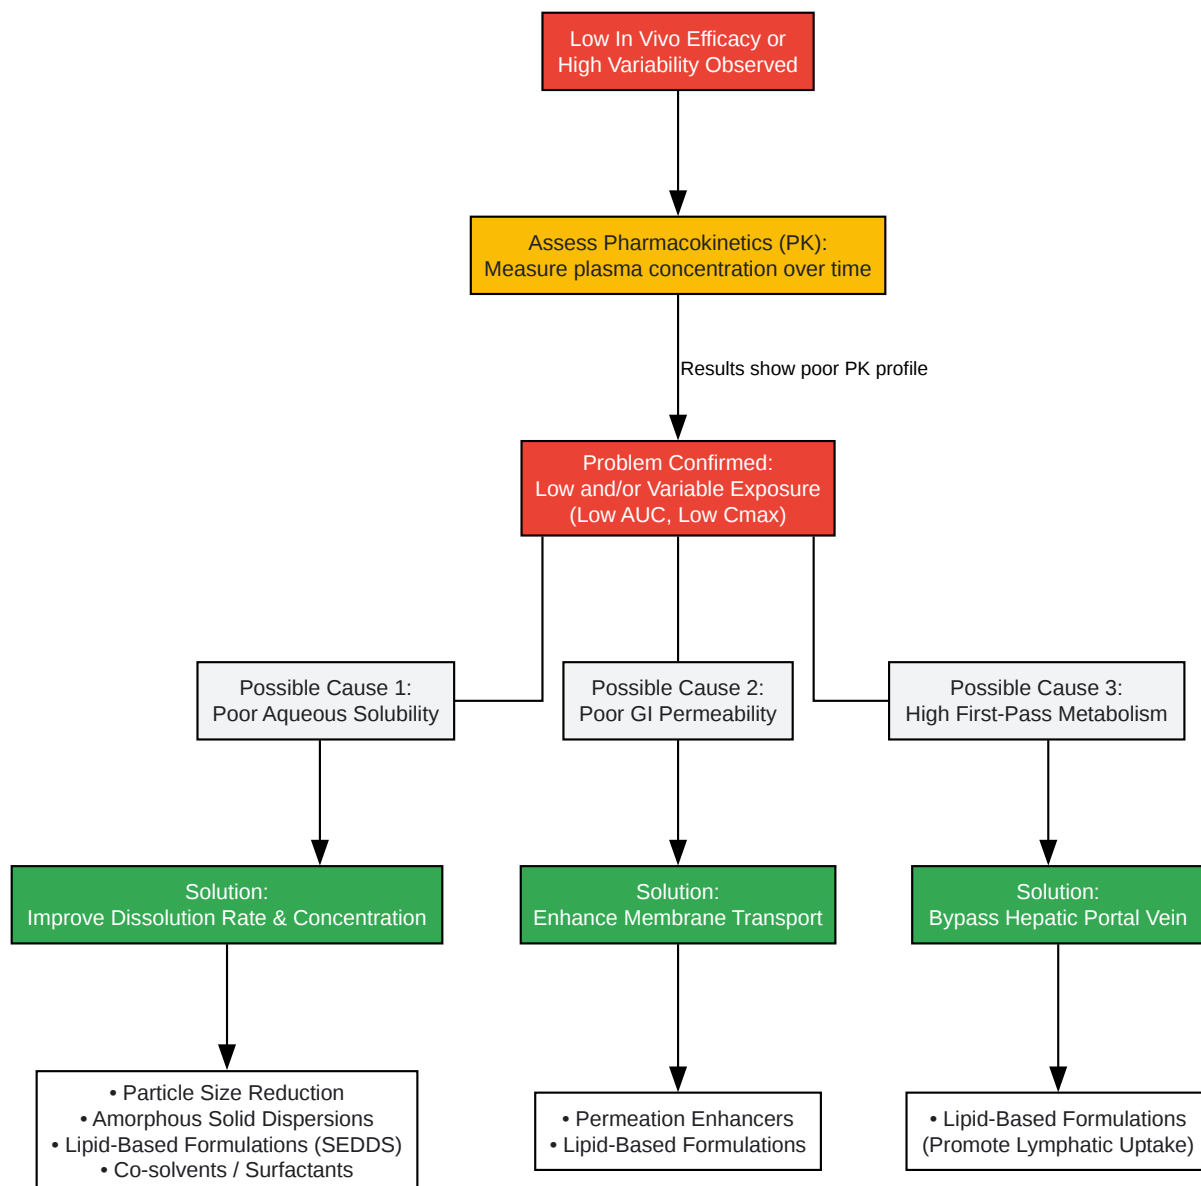 Low In Vivo Efficacy or
High Variability Observed
Assess Pharmacokinetics (PK):
Measure plasma concentration over time
Results show poor PK profile
Problem Confirmed:
Low and/or Variable Exposure
(Low AUC, Low Cmax)
Possible Cause 1:
Poor Aqueous Solubility
Possible Cause 2:
Poor GI Permeability
Possible Cause 3:
High First-Pass Metabolism
Solution:
Improve Dissolution Rate & Concentration
Solution:
Enhance Membrane Transport
Solution:
Bypass Hepatic Portal Vein
• Particle Size Reduction
• Amorphous Solid Dispersions
• Lipid-Based Formulations (SEDDS)
• Co-solvents / Surfactants
• Permeation Enhancers
• Lipid-Based Formulations
• Lipid-Based Formulations
(Promote Lymphatic Uptake)